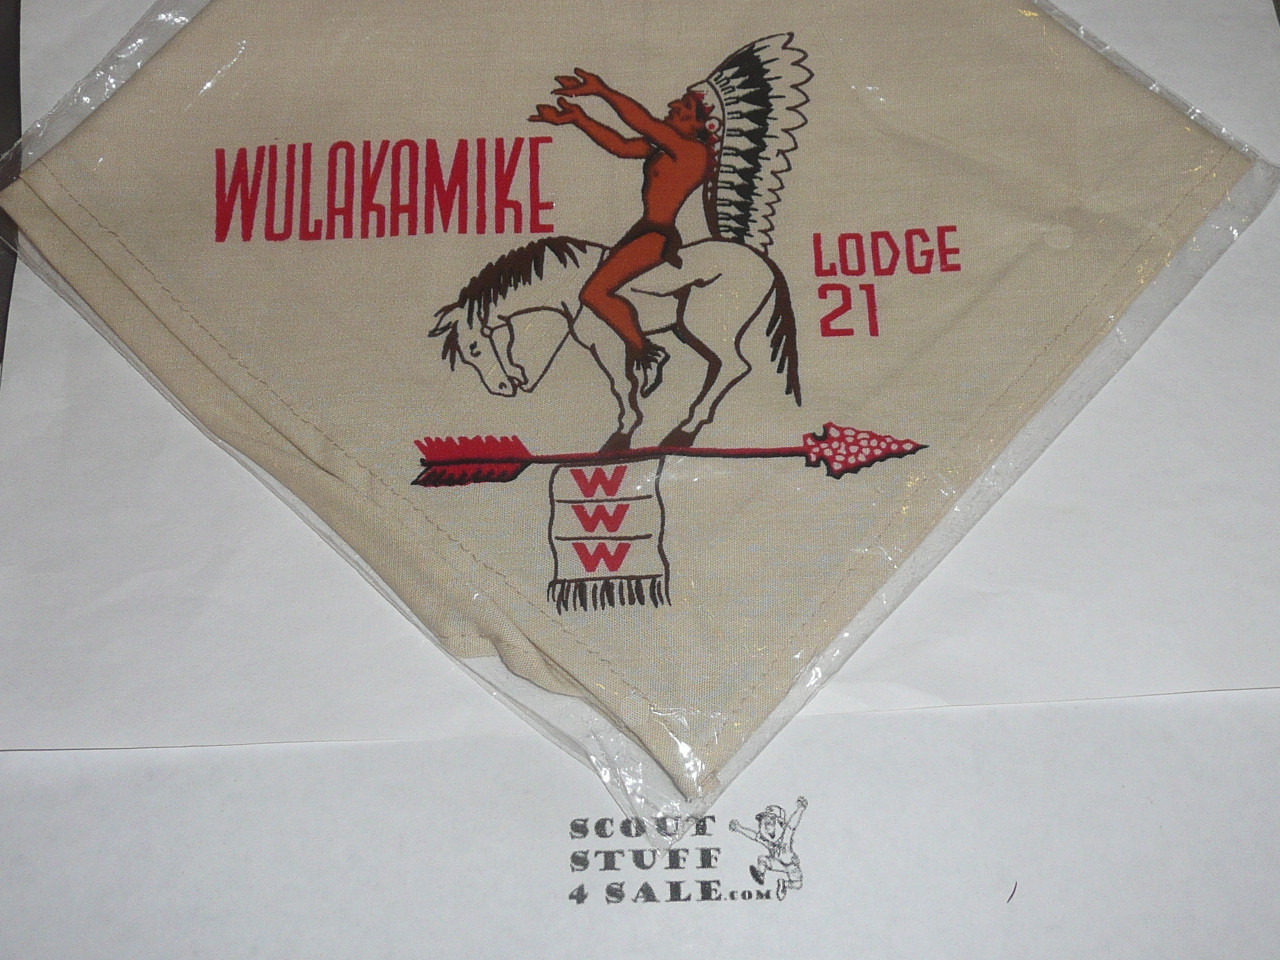 WULAKAMIKE
LODGE
21
W
W
W
SCOUT
STUFF
4 SALE.COM